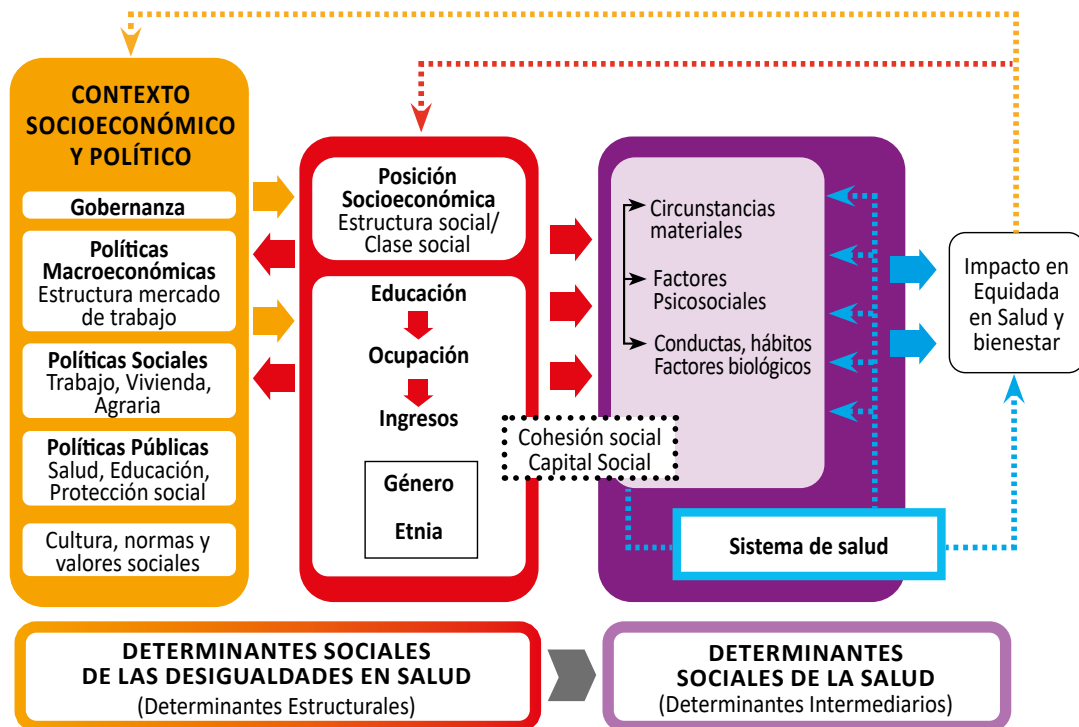 CONTEXTO
SOCIOECONÓMICO
Y POLÍTICO
Gobernanza
Políticas
Macroeconómicas
Estructura mercado
de trabajo
Políticas Sociales
Trabajo, Vivienda,
Agraria
Políticas Públicas
Salud, Educación,
Protección social
Cultura, normas y
valores sociales
Posición
Socioeconómica
Estructura social/
Clase social
Educación
Ocupación
Ingresos
Género
Etnia
Cohesión social
Capital Social
Circunstancias
materiales
Factores
Psicosociales
Conductas, hábitos
Factores biológicos
Sistema de salud
Impacto en
Equidada
en Salud y
bienestar
DETERMINANTES SOCIALES
DE LAS DESIGUALDADES EN SALUD
(Determinantes Estructurales)
DETERMINANTES
SOCIALES DE LA SALUD
(Determinantes Intermediarios)